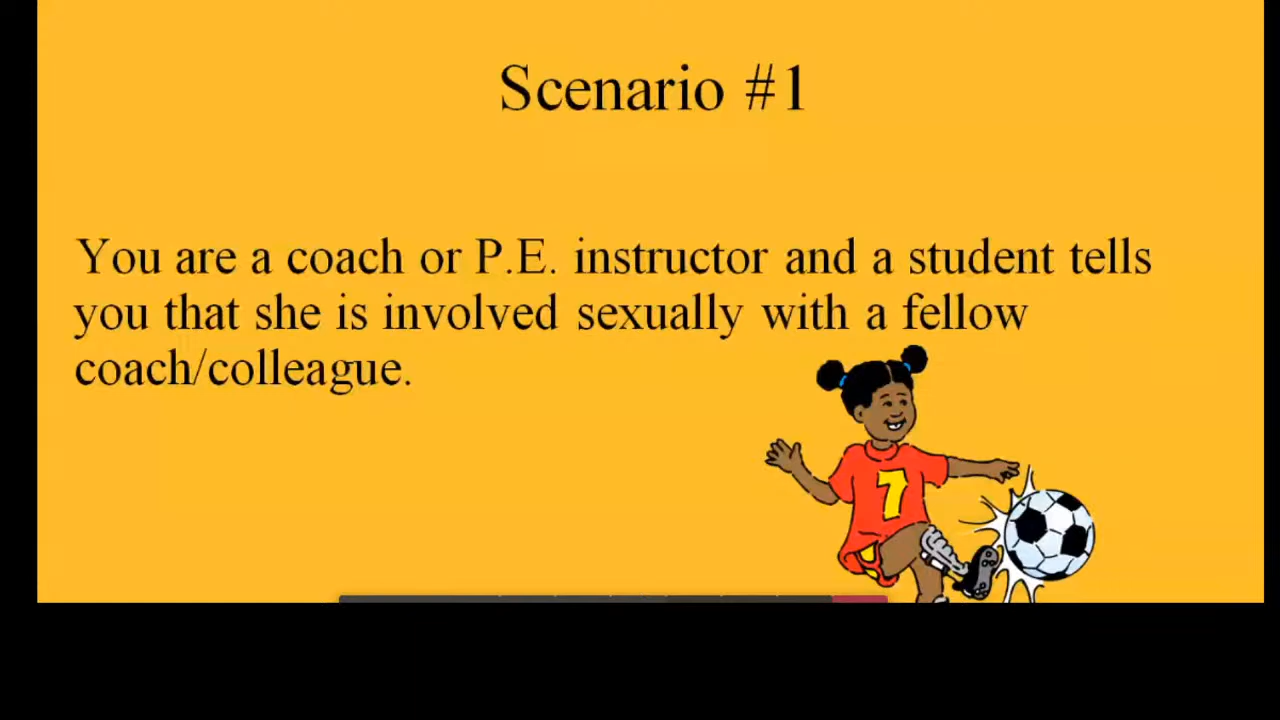 Scenario #1
You are a coach or P.E. instructor and a student tells
you that she is involved sexually with a fellow
coach/colleague.
7